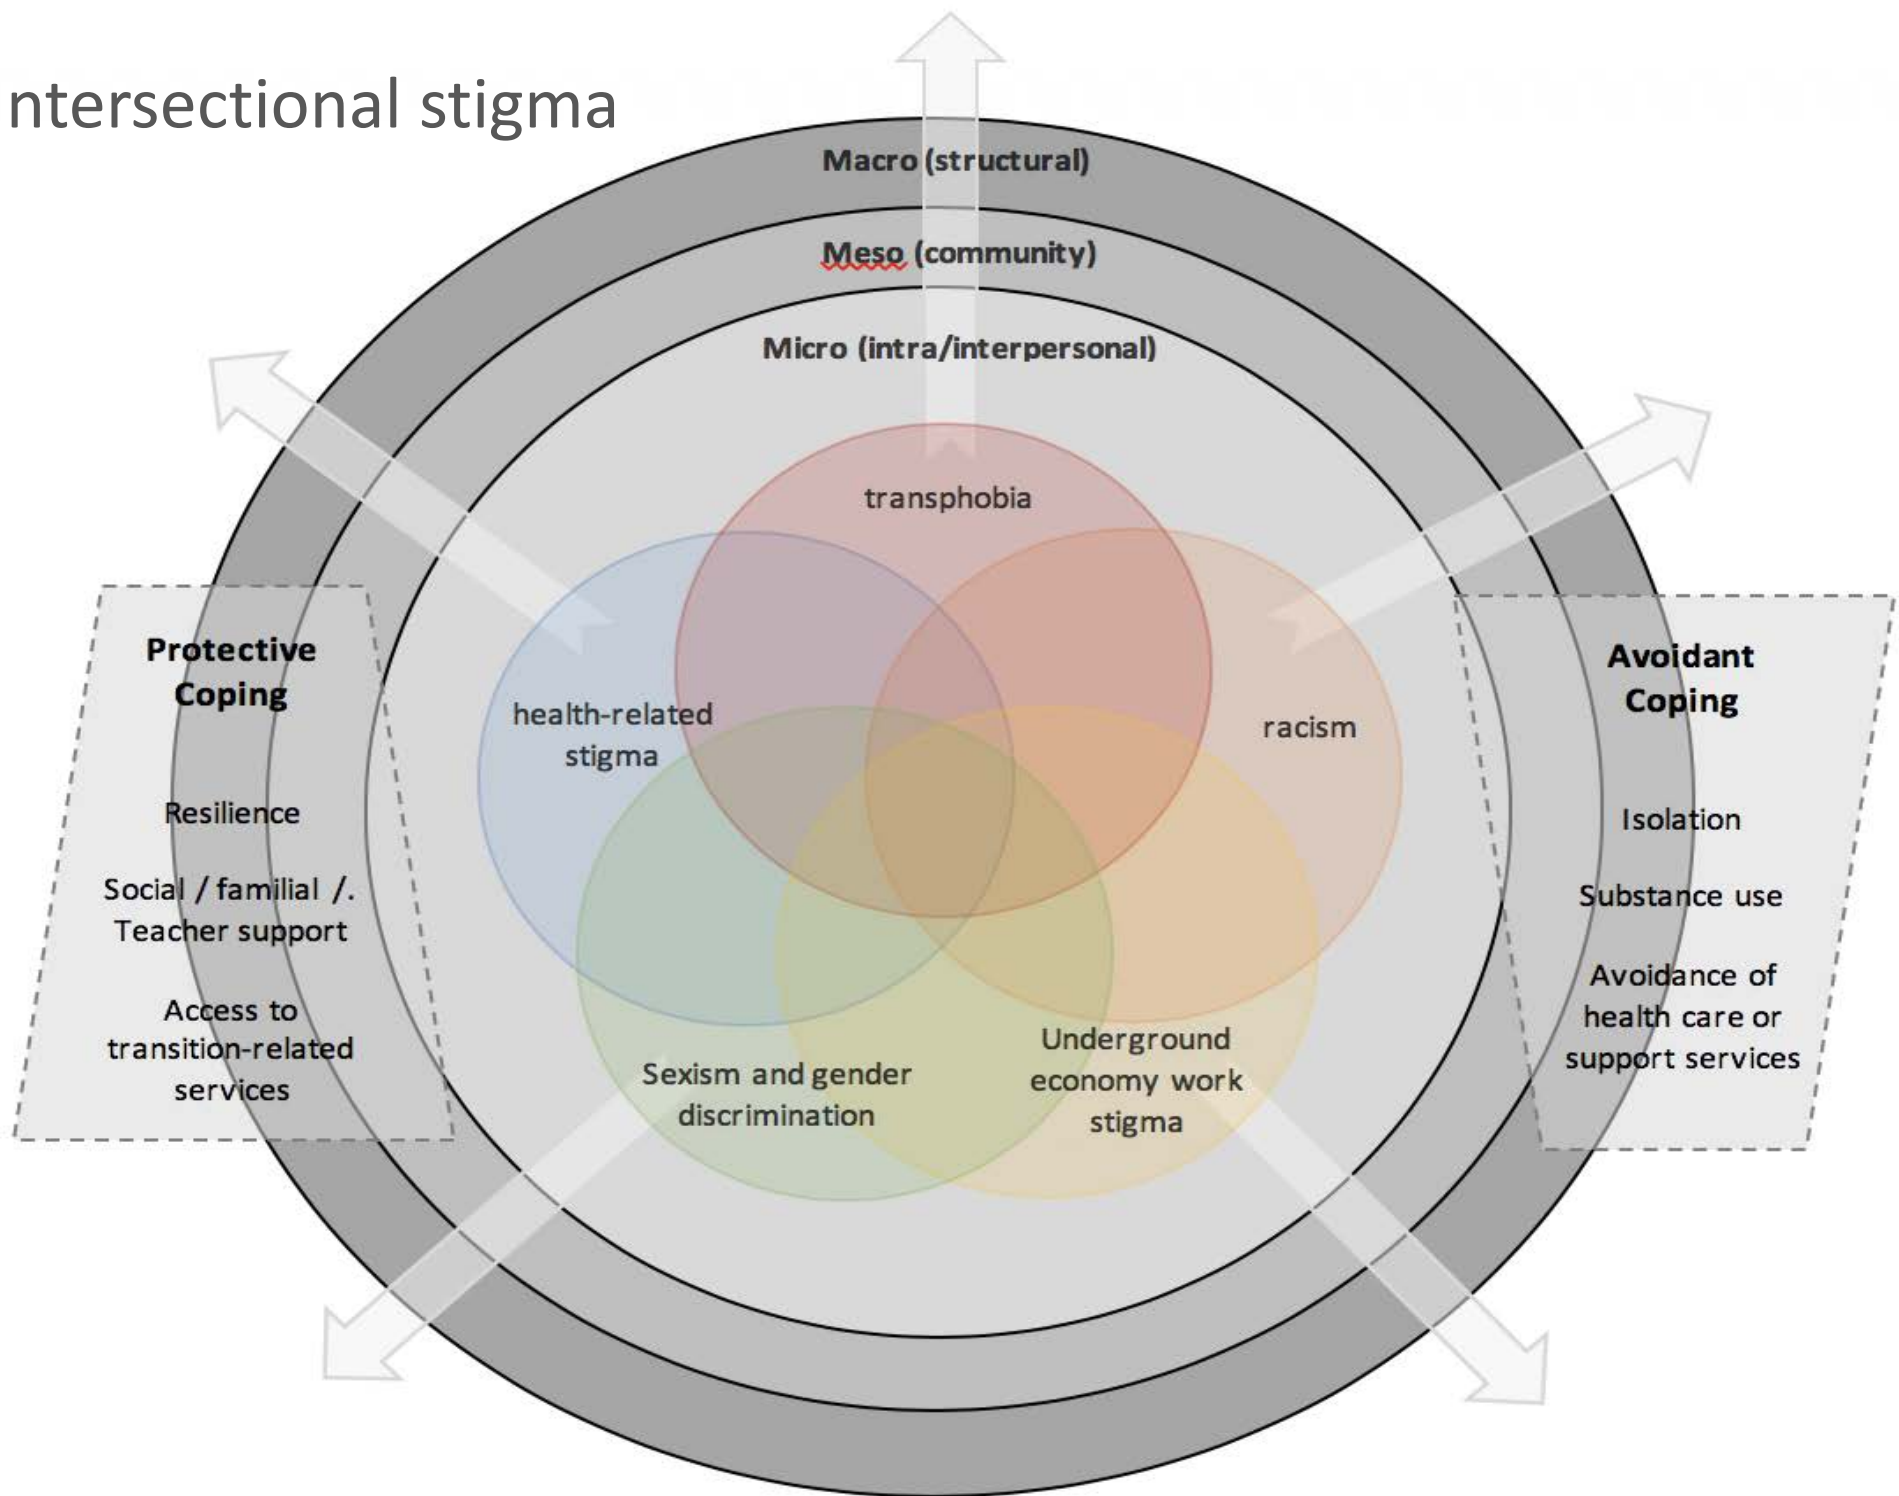 ntersectional stigma
Macro (structural)
Meso (community)
Micro (intra/interpersonal)
transphobia
health-related
stigma
racism
Sexism and gender
discrimination
Underground
economy work
stigma
Protective
Coping
Resilience
Social / familial /.
Teacher support
Access to
transition-related
services
Avoidant
Coping
Isolation
Substance use
Avoidance of
health care or
support services